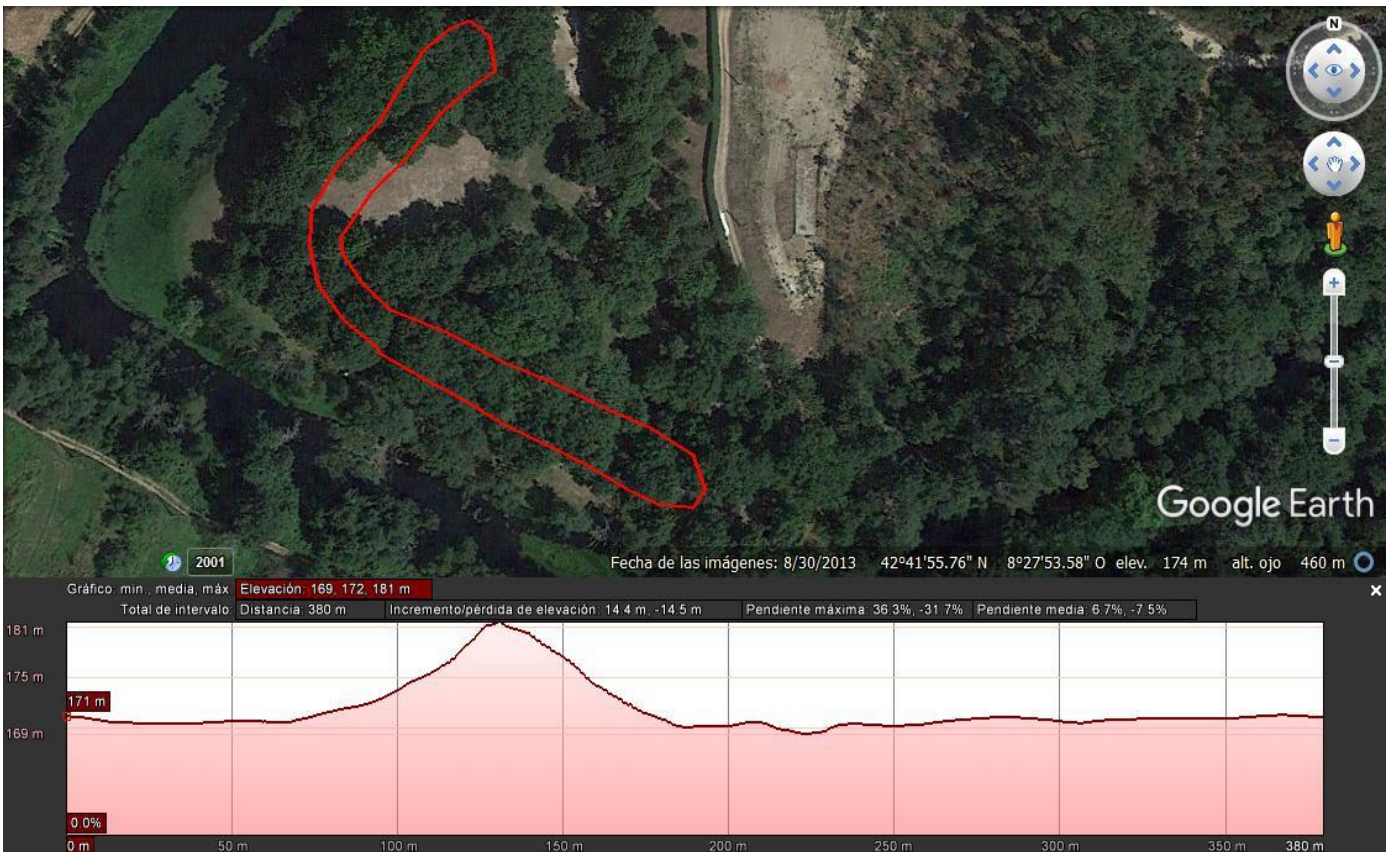 N
Google Earth
2001
Fecha de las imágenes: 8/30/2013 42°41'55.76" N 8°27'53.58" O elev. 174 m alt. ojo 460 m
Gráfico: min., media, máx Elevación: 169, 172, 181 m
Total de intervalo: Distancia: 380 m Incremento/pérdida de elevación: 14.4 m, -14.5 m Pendiente máxima: 36.3%, -31.7% Pendiente media: 6.7%, -7.5%
181 m
175 m
171 m
169 m
0.0%
0 m 50 m 100 m 150 m 200 m 250 m 300 m 350 m 380 m